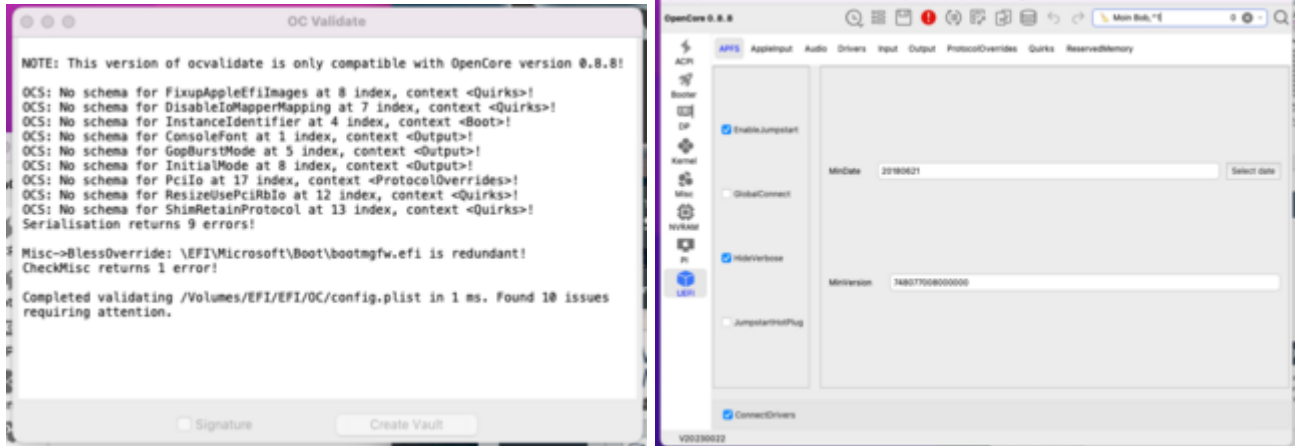 OC Validate
NOTE: This version of ocvalidate is only compatible with OpenCore version 0.8.8!
OCS: No schema for FixupAppleEfiImages at 8 index, context <Quirks>!
OCS: No schema for DisableIoMapperMapping at 7 index, context <Quirks>!
OCS: No schema for InstanceIdentifier at 4 index, context <Boot>!
OCS: No schema for ConsoleFont at 1 index, context <Output>!
OCS: No schema for GopBurstMode at 5 index, context <Output>!
OCS: No schema for InitialMode at 8 index, context <Output>!
OCS: No schema for PciIo at 17 index, context <ProtocolOverrides>!
OCS: No schema for ResizeUsePciRbIo at 12 index, context <Quirks>!
OCS: No schema for ShimRetainProtocol at 13 index, context <Quirks>!
Serialisation returns 9 errors!
Misc->BlessOverride: \EFI\Microsoft\Boot\bootmgfw.efi is redundant!
CheckMisc returns 1 error!
Completed validating /Volumes/EFI/EFI/OC/config.plist in 1 ms. Found 10 issues
requiring attention.
Signature
Create Vault
OpenCore 0.8.8
Moin Bob,
0
ACPI
Booter
DP
Kernel
Misc
NVRAM
PI
UEFI
APFS AppleInput Audio Drivers Input Output ProtocolOverrides Quirks ReservedMemory
EnableJumpstart
GlobalConnect
HideVerbose
JumpstartHotPlug
MinDate 20180621 Select date
MinVersion 748077008000000
ConnectDrivers